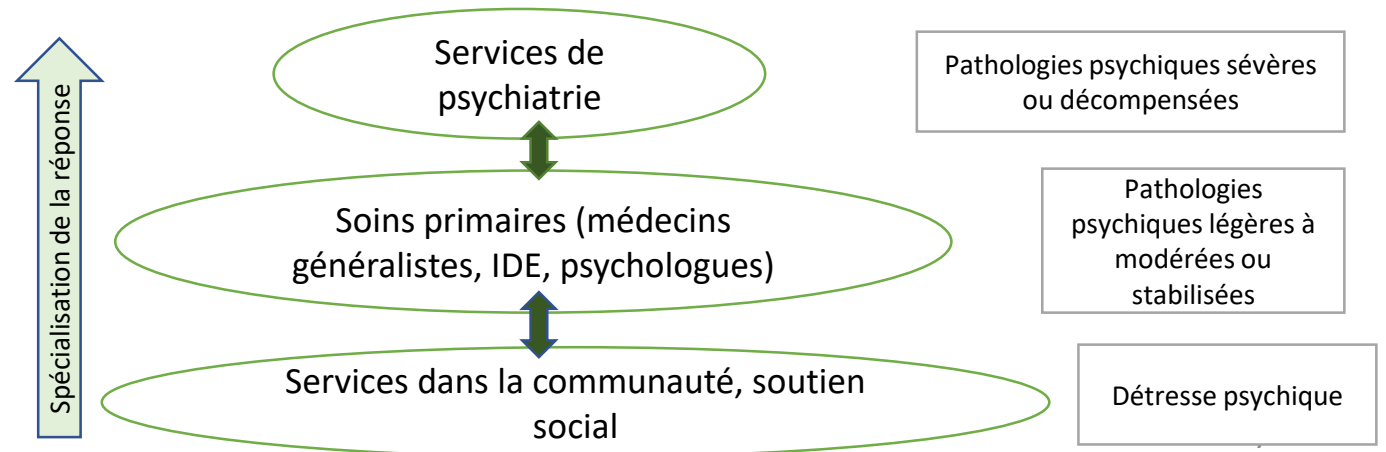 Spécialisation de la réponse
Services de
psychiatrie
Pathologies psychiques sévères
ou décompensées
Soins primaires (médecins
généralistes, IDE, psychologues)
Pathologies
psychiques légères à
modérées ou
stabilisées
Services dans la communauté, soutien
social
Détresse psychique